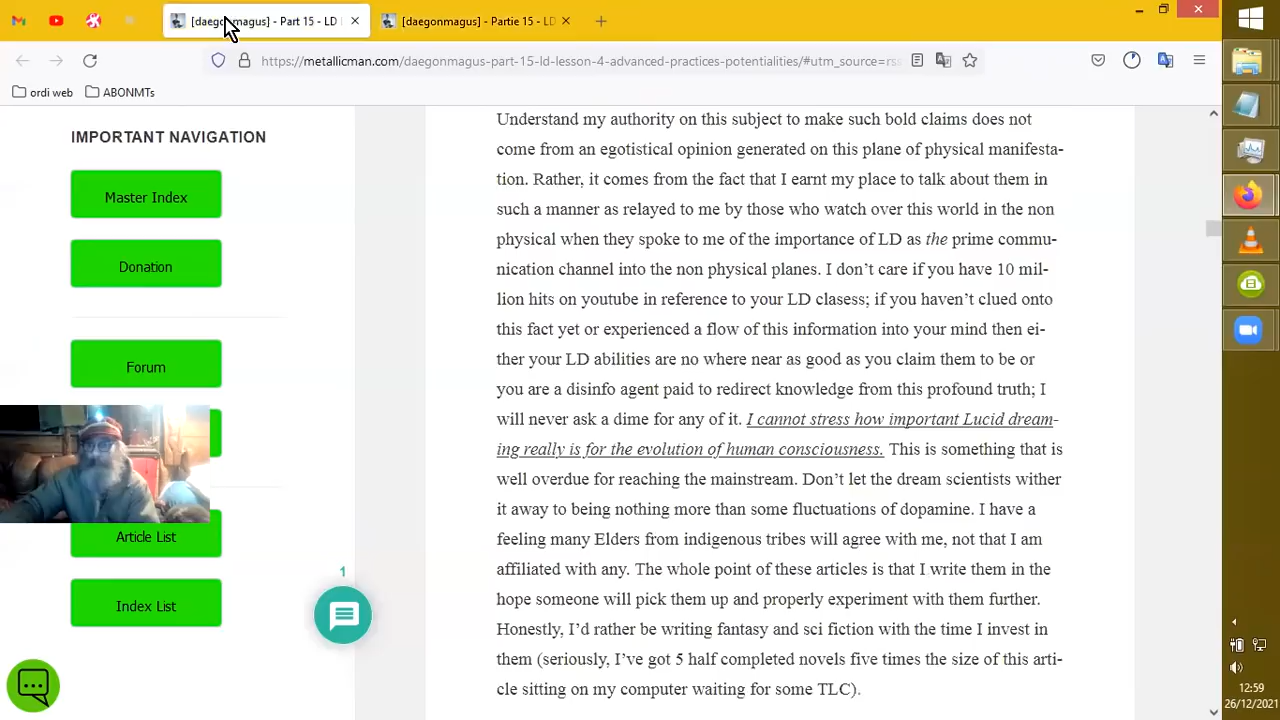 [daegonmagus] - Part 15 - LD
[daegonmagus] - Partie 15 - LD
https://metallicman.com/daegonmagus-part-15-ld-lesson-4-advanced-practices-potentialities/#utm_source=rss
ordi web
ABONMTs
IMPORTANT NAVIGATION
Master Index
Donation
Forum
Article List
Index List
1
Understand my authority on this subject to make such bold claims does not
come from an egotistical opinion generated on this plane of physical manifesta-
tion. Rather, it comes from the fact that I earnt my place to talk about them in
such a manner as relayed to me by those who watch over this world in the non
physical when they spoke to me of the importance of LD as the prime commu-
nication channel into the non physical planes. I don't care if you have 10 mil-
lion hits on youtube in reference to your LD clasess; if you haven't clued onto
this fact yet or experienced a flow of this information into your mind then ei-
ther your LD abilities are no where near as good as you claim them to be or
you are a disinfo agent paid to redirect knowledge from this profound truth; I
will never ask a dime for any of it. I cannot stress how important Lucid dream-
ing really is for the evolution of human consciousness. This is something that is
well overdue for reaching the mainstream. Don't let the dream scientists wither
it away to being nothing more than some fluctuations of dopamine. I have a
feeling many Elders from indigenous tribes will agree with me, not that I am
affiliated with any. The whole point of these articles is that I write them in the
hope someone will pick them up and properly experiment with them further.
Honestly, I'd rather be writing fantasy and sci fiction with the time I invest in
them (seriously, I've got 5 half completed novels five times the size of this arti-
cle sitting on my computer waiting for some TLC).
12:59
26/12/2021